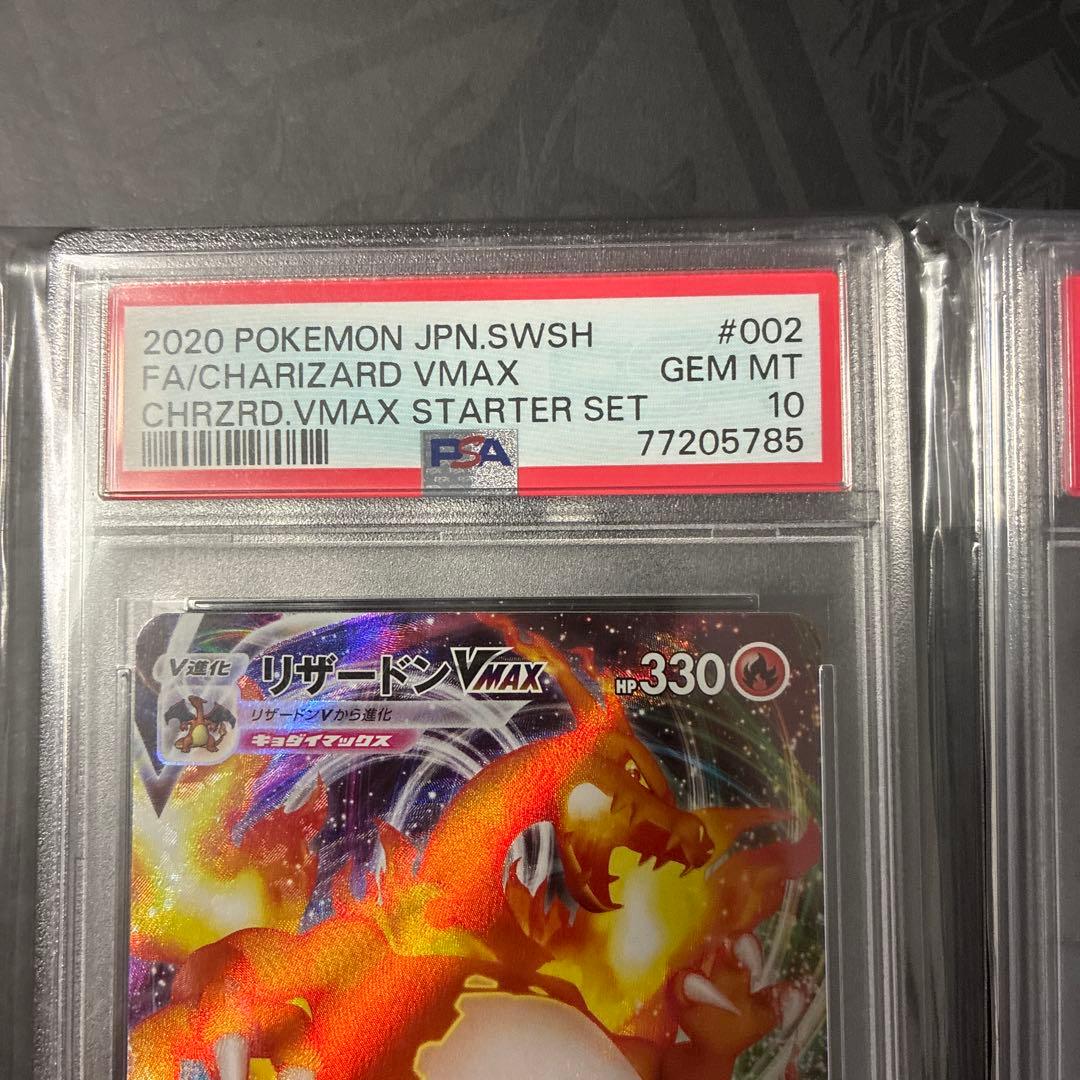 2020 POKEMON JPN.SWSH #002
FA/CHARIZARD VMAX GEM MT
CHRZRD.VMAX STARTER SET 10
77205785
PSA
V進化 リザードンVMAX HP330
リザードンVから進化
キョダイマックス